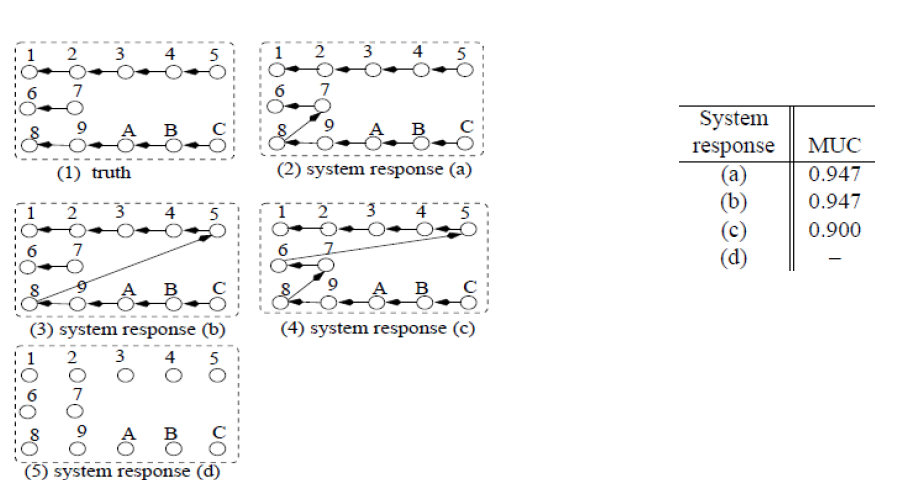 1 2 3 4 5
6 7
8 9 A B C
(1) truth
1 2 3 4 5
6 7
8 9 A B C
(2) system response (a)
1 2 3 4 5
6 7
8 9 A B C
(3) system response (b)
1 2 3 4 5
6 7
8 9 A B C
(4) system response (c)
1 2 3 4 5
6 7
8 9 A B C
(5) system response (d)
System
response MUC
(a) 0.947
(b) 0.947
(c) 0.900
(d) –